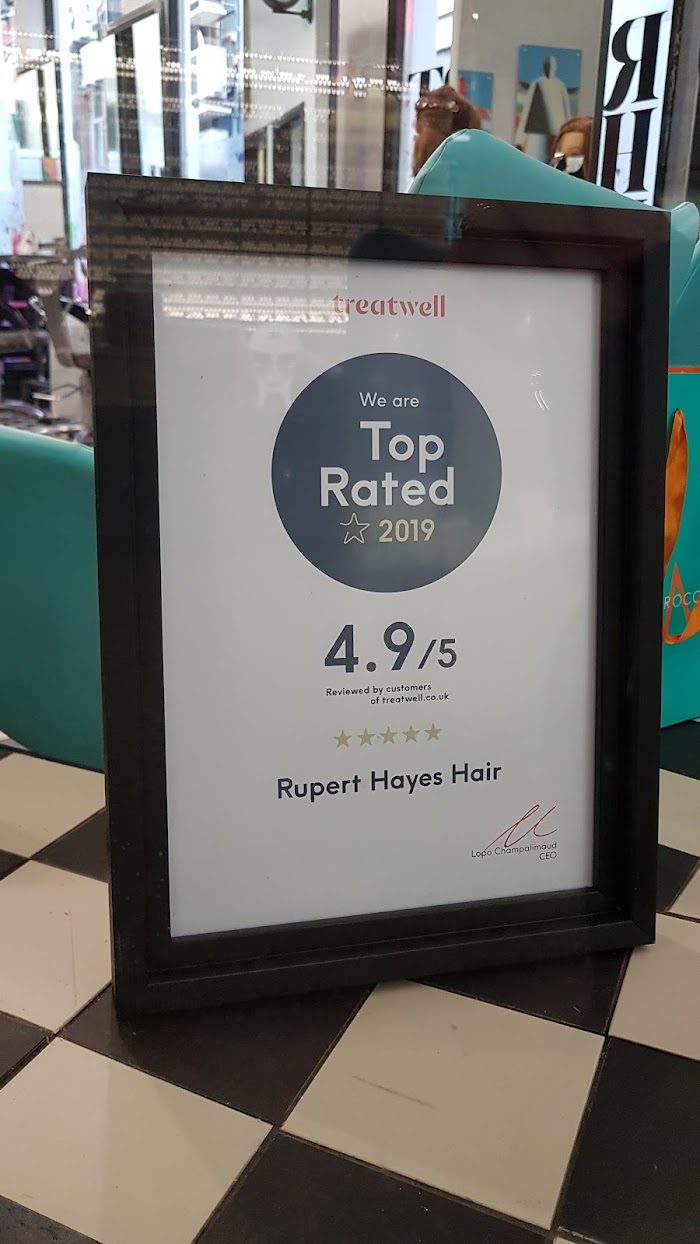 treatwell
We are
Top
Rated
2019
4.9/5
Reviewed by customers
of treatwell.co.uk
Rupert Hayes Hair
Lopo Champalimaud
CEO